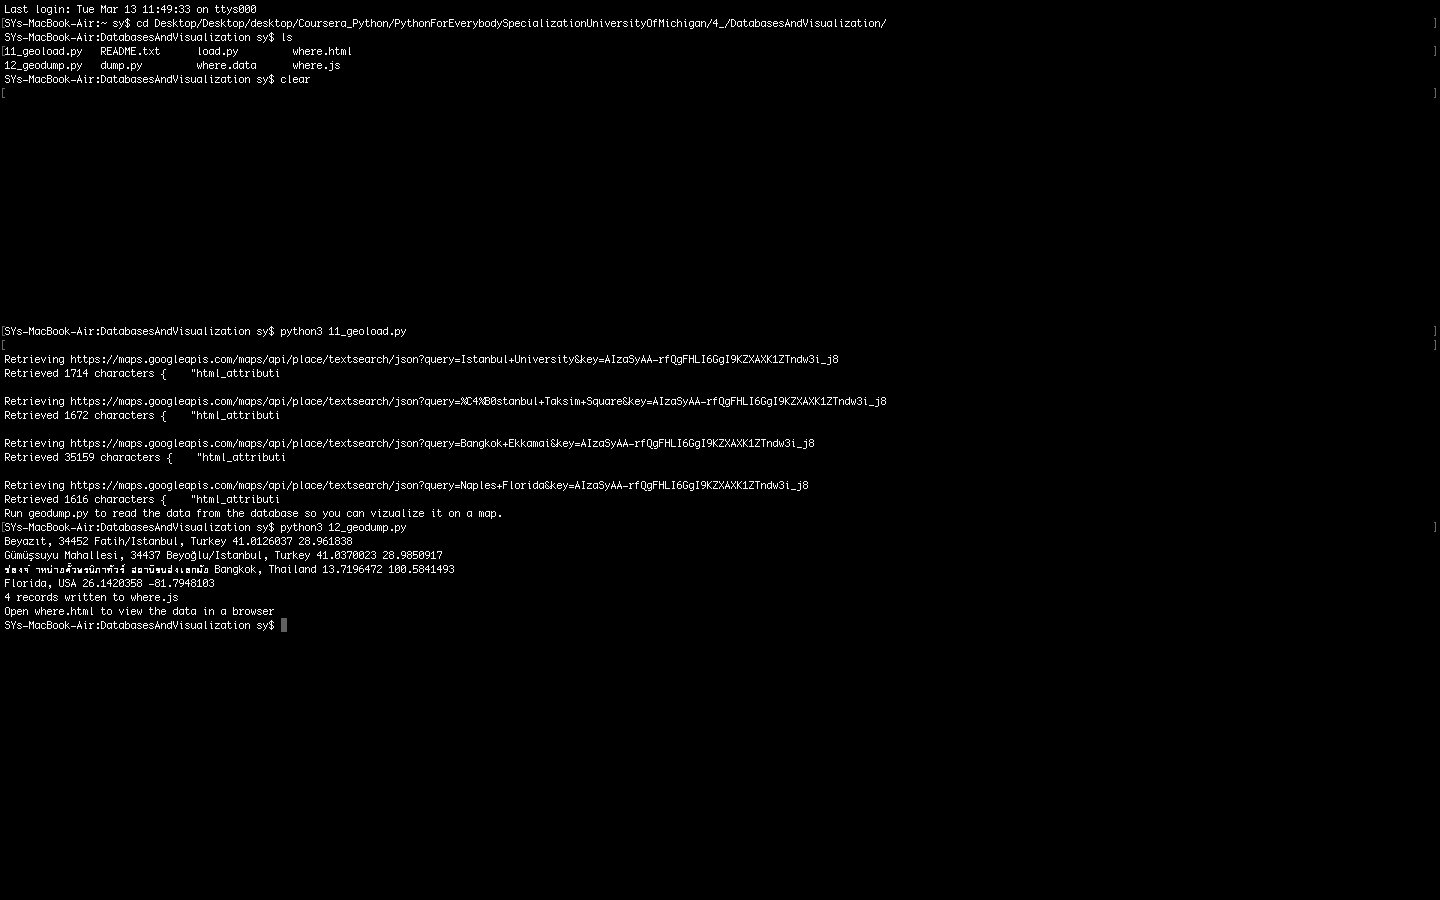 Last login: Tue Mar 13 11:49:33 on ttys000
[SYs-MacBook-Air:~ sy$ cd Desktop/Desktop/desktop/Coursera_Python/PythonForEverybodySpecializationUniversityOfMichigan/4_/DatabasesAndVisualization/ ]
SYs-MacBook-Air:DatabasesAndVisualization sy$ ls
[11_geoload.py README.txt load.py where.html ]
12_geodump.py dump.py where.data where.js
SYs-MacBook-Air:DatabasesAndVisualization sy$ clear
[ ]
[SYs-MacBook-Air:DatabasesAndVisualization sy$ python3 11_geoload.py ]
[ ]
Retrieving https://maps.googleapis.com/maps/api/place/textsearch/json?query=Istanbul+University&key=AIzaSyAA-rfQgFHLI6GgI9KZXAXK1ZTndw3i_j8
Retrieved 1714 characters { "html_attributi
Retrieving https://maps.googleapis.com/maps/api/place/textsearch/json?query=%C4%B0stanbul+Taksim+Square&key=AIzaSyAA-rfQgFHLI6GgI9KZXAXK1ZTndw3i_j8
Retrieved 1672 characters { "html_attributi
Retrieving https://maps.googleapis.com/maps/api/place/textsearch/json?query=Bangkok+Ekkamai&key=AIzaSyAA-rfQgFHLI6GgI9KZXAXK1ZTndw3i_j8
Retrieved 35159 characters { "html_attributi
Retrieving https://maps.googleapis.com/maps/api/place/textsearch/json?query=Naples+Florida&key=AIzaSyAA-rfQgFHLI6GgI9KZXAXK1ZTndw3i_j8
Retrieved 1616 characters { "html_attributi
Run geodump.py to read the data from the database so you can vizualize it on a map.
[SYs-MacBook-Air:DatabasesAndVisualization sy$ python3 12_geodump.py ]
Beyazıt, 34452 Fatih/Istanbul, Turkey 41.0126037 28.961838
Gümüşsuyu Mahallesi, 34437 Beyoğlu/Istanbul, Turkey 41.0370023 28.9850917
Bangkok, Thailand 13.7196472 100.5841493
Florida, USA 26.1420358 -81.7948103
4 records written to where.js
Open where.html to view the data in a browser
SYs-MacBook-Air:DatabasesAndVisualization sy$